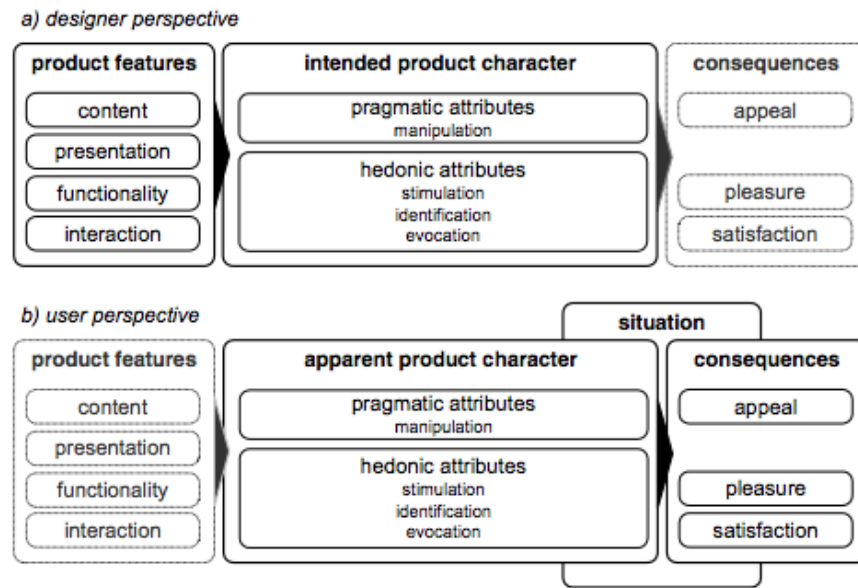 a) designer perspective
product features
content
presentation
functionality
interaction
intended product character
pragmatic attributes
manipulation
hedonic attributes
stimulation
identification
evocation
consequences
appeal
pleasure
satisfaction
b) user perspective
situation
product features
content
presentation
functionality
interaction
apparent product character
pragmatic attributes
manipulation
hedonic attributes
stimulation
identification
evocation
consequences
appeal
pleasure
satisfaction